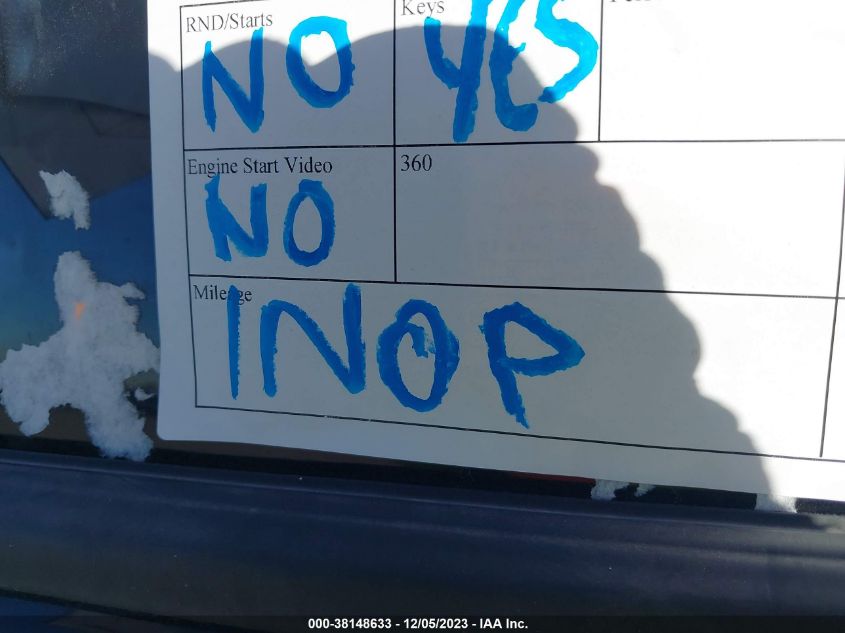 RND/Starts Keys
NO YES
Engine Start Video 360
NO
Mileage
INOP
000-38148633 - 12/05/2023 - IAA Inc.